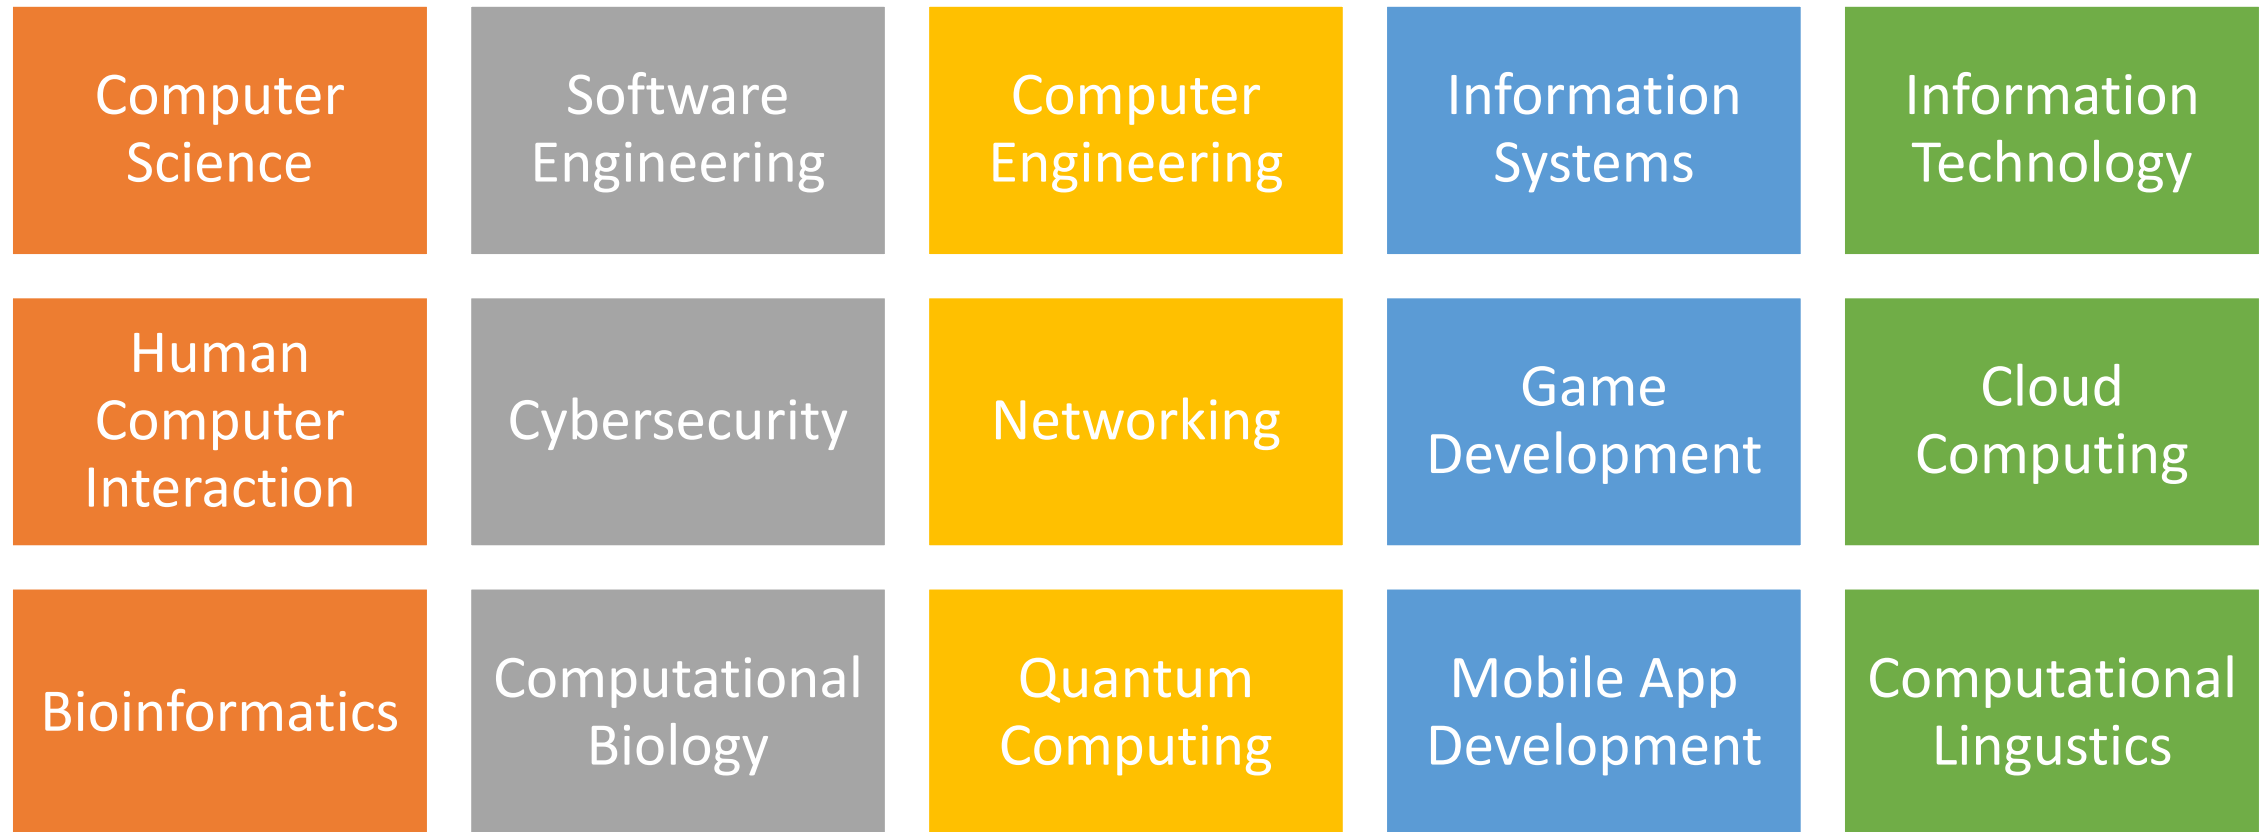 Computer
Science
Software
Engineering
Computer
Engineering
Information
Systems
Information
Technology
Human
Computer
Interaction
Cybersecurity
Networking
Game
Development
Cloud
Computing
Bioinformatics
Computational
Biology
Quantum
Computing
Mobile App
Development
Computational
Lingustics